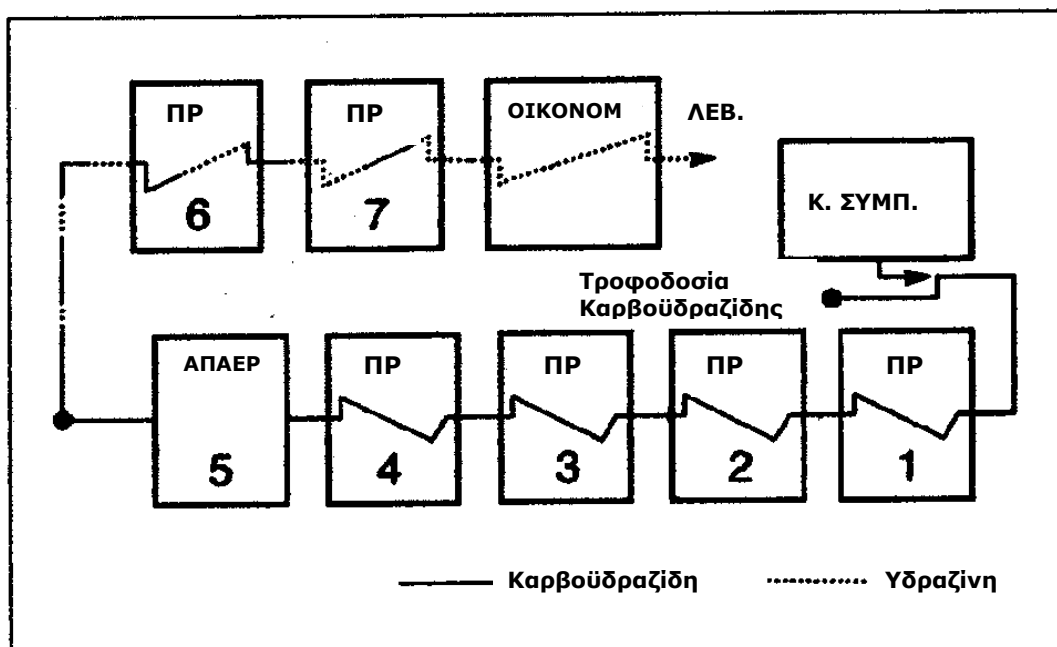 ΠΡ
6
ΠΡ
7
ΟΙΚΟΝΟΜ
ΛΕΒ.
Κ. ΣΥΜΠ.
Τροφοδοσία
Καρβοϋδραζίδης
ΑΠΑΕΡ
5
ΠΡ
4
ΠΡ
3
ΠΡ
2
ΠΡ
1
Καρβοϋδραζίδη
Υδραζίνη